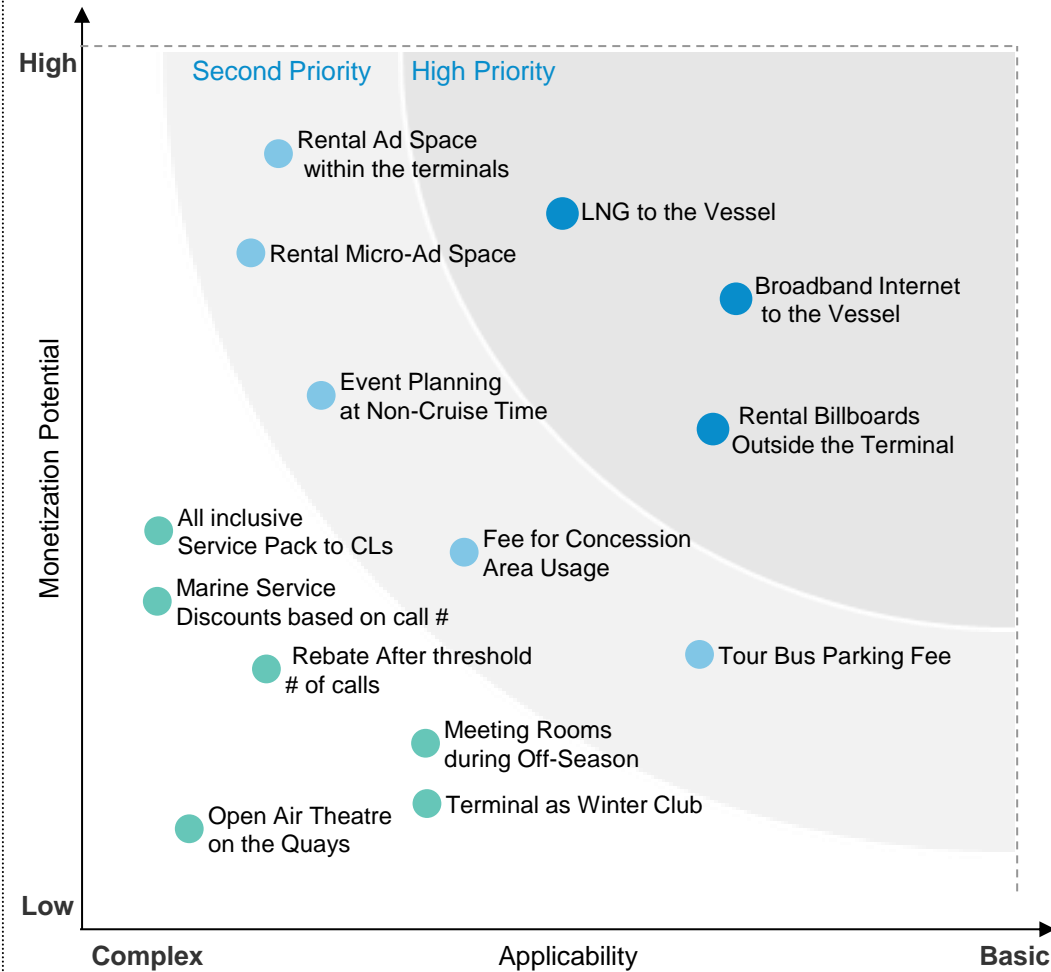 High
Second Priority
High Priority
Rental Ad Space
within the terminals
LNG to the Vessel
Rental Micro-Ad Space
Broadband Internet
to the Vessel
Event Planning
at Non-Cruise Time
Rental Billboards
Outside the Terminal
Monetization Potential
All inclusive
Service Pack to CLs
Fee for Concession
Area Usage
Marine Service
Discounts based on call #
Rebate After threshold
# of calls
Tour Bus Parking Fee
Meeting Rooms
during Off-Season
Terminal as Winter Club
Open Air Theatre
on the Quays
Low
Complex
Applicability
Basic